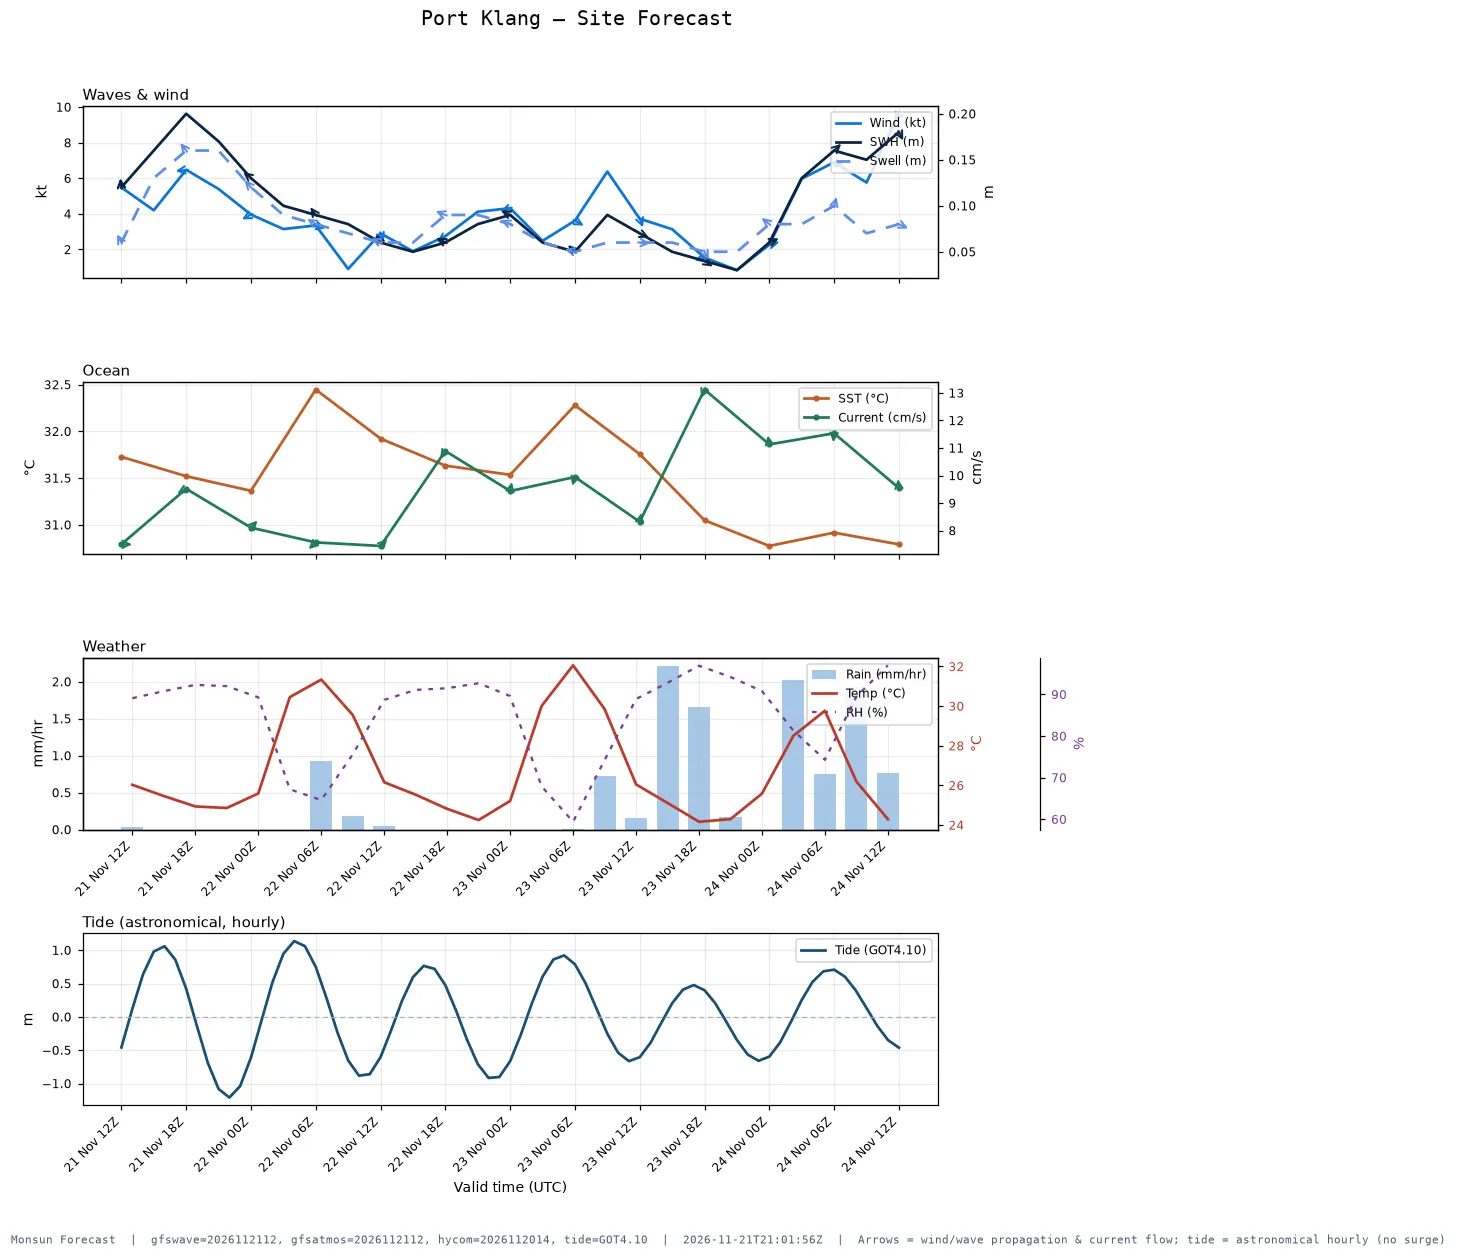 Port Klang — Site Forecast
Waves & wind
10
8
6
4
2
kt
0.20
0.15
0.10
0.05
m
Wind (kt)
SWH (m)
Swell (m)
Ocean
32.5
32.0
31.5
31.0
°C
13
12
11
10
9
8
cm/s
SST (°C)
Current (cm/s)
Weather
2.0
1.5
1.0
0.5
0.0
mm/hr
32
30
28
26
24
°C
90
80
70
60
%
Rain (mm/hr)
Temp (°C)
RH (%)
21 Nov 12Z
21 Nov 18Z
22 Nov 00Z
22 Nov 06Z
22 Nov 12Z
22 Nov 18Z
23 Nov 00Z
23 Nov 06Z
23 Nov 12Z
23 Nov 18Z
24 Nov 00Z
24 Nov 06Z
24 Nov 12Z
Tide (astronomical, hourly)
1.0
0.5
0.0
−0.5
−1.0
m
Tide (GOT4.10)
21 Nov 12Z
21 Nov 18Z
22 Nov 00Z
22 Nov 06Z
22 Nov 12Z
22 Nov 18Z
23 Nov 00Z
23 Nov 06Z
23 Nov 12Z
23 Nov 18Z
24 Nov 00Z
24 Nov 06Z
24 Nov 12Z
Valid time (UTC)
Monsun Forecast | gfswave=2026112112, gfsatmos=2026112112, hycom=2026112014, tide=GOT4.10 | 2026-11-21T21:01:56Z | Arrows = wind/wave propagation & current flow; tide = astronomical hourly (no surge)